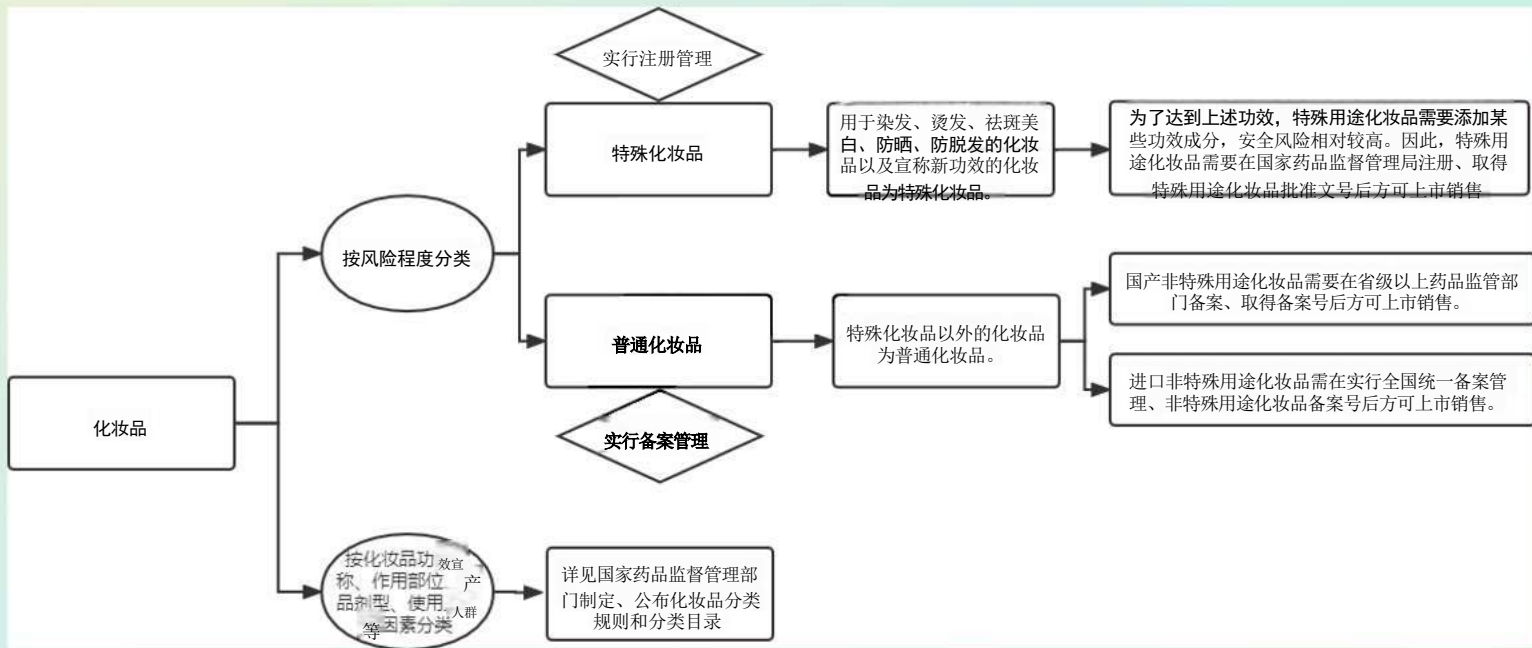 实行注册管理
特殊化妆品
用于染发、烫发、祛斑美
白、防晒、防脱发的化妆
品以及宣称新功效的化妆
品为特殊化妆品。
为了达到上述功效，特殊用途化妆品需要添加某
些功效成分，安全风险相对较高。因此，特殊用
途化妆品需要在国家药品监督管理局注册、取得
特殊用途化妆品批准文号后方可上市销售
按风险程度分类
国产非特殊用途化妆品需要在省级以上药品监管部
门备案、取得备案号后方可上市销售。
普通化妆品
特殊化妆品以外的化妆品
为普通化妆品。
进口非特殊用途化妆品需在实行全国统一备案管
理、非特殊用途化妆品备案号后方可上市销售。
化妆品
实行备案管理
按化妆品功效宣
称、作用部位产
品剂型、使用人群
等因素分类
详见国家药品监督管理部
门制定、公布化妆品分类
规则和分类目录